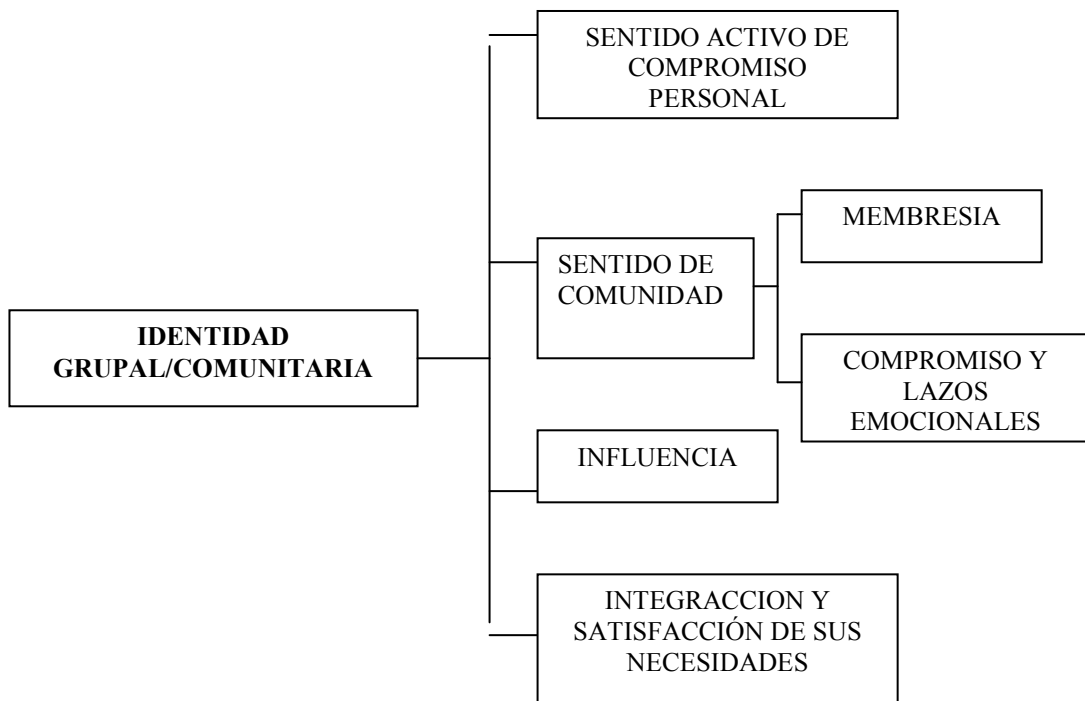 SENTIDO ACTIVO DE
COMPROMISO
PERSONAL
MEMBRESIA
SENTIDO DE
COMUNIDAD
IDENTIDAD
GRUPAL/COMUNITARIA
COMPROMISO Y
LAZOS
EMOCIONALES
INFLUENCIA
INTEGRACCION Y
SATISFACCIÓN DE SUS
NECESIDADES